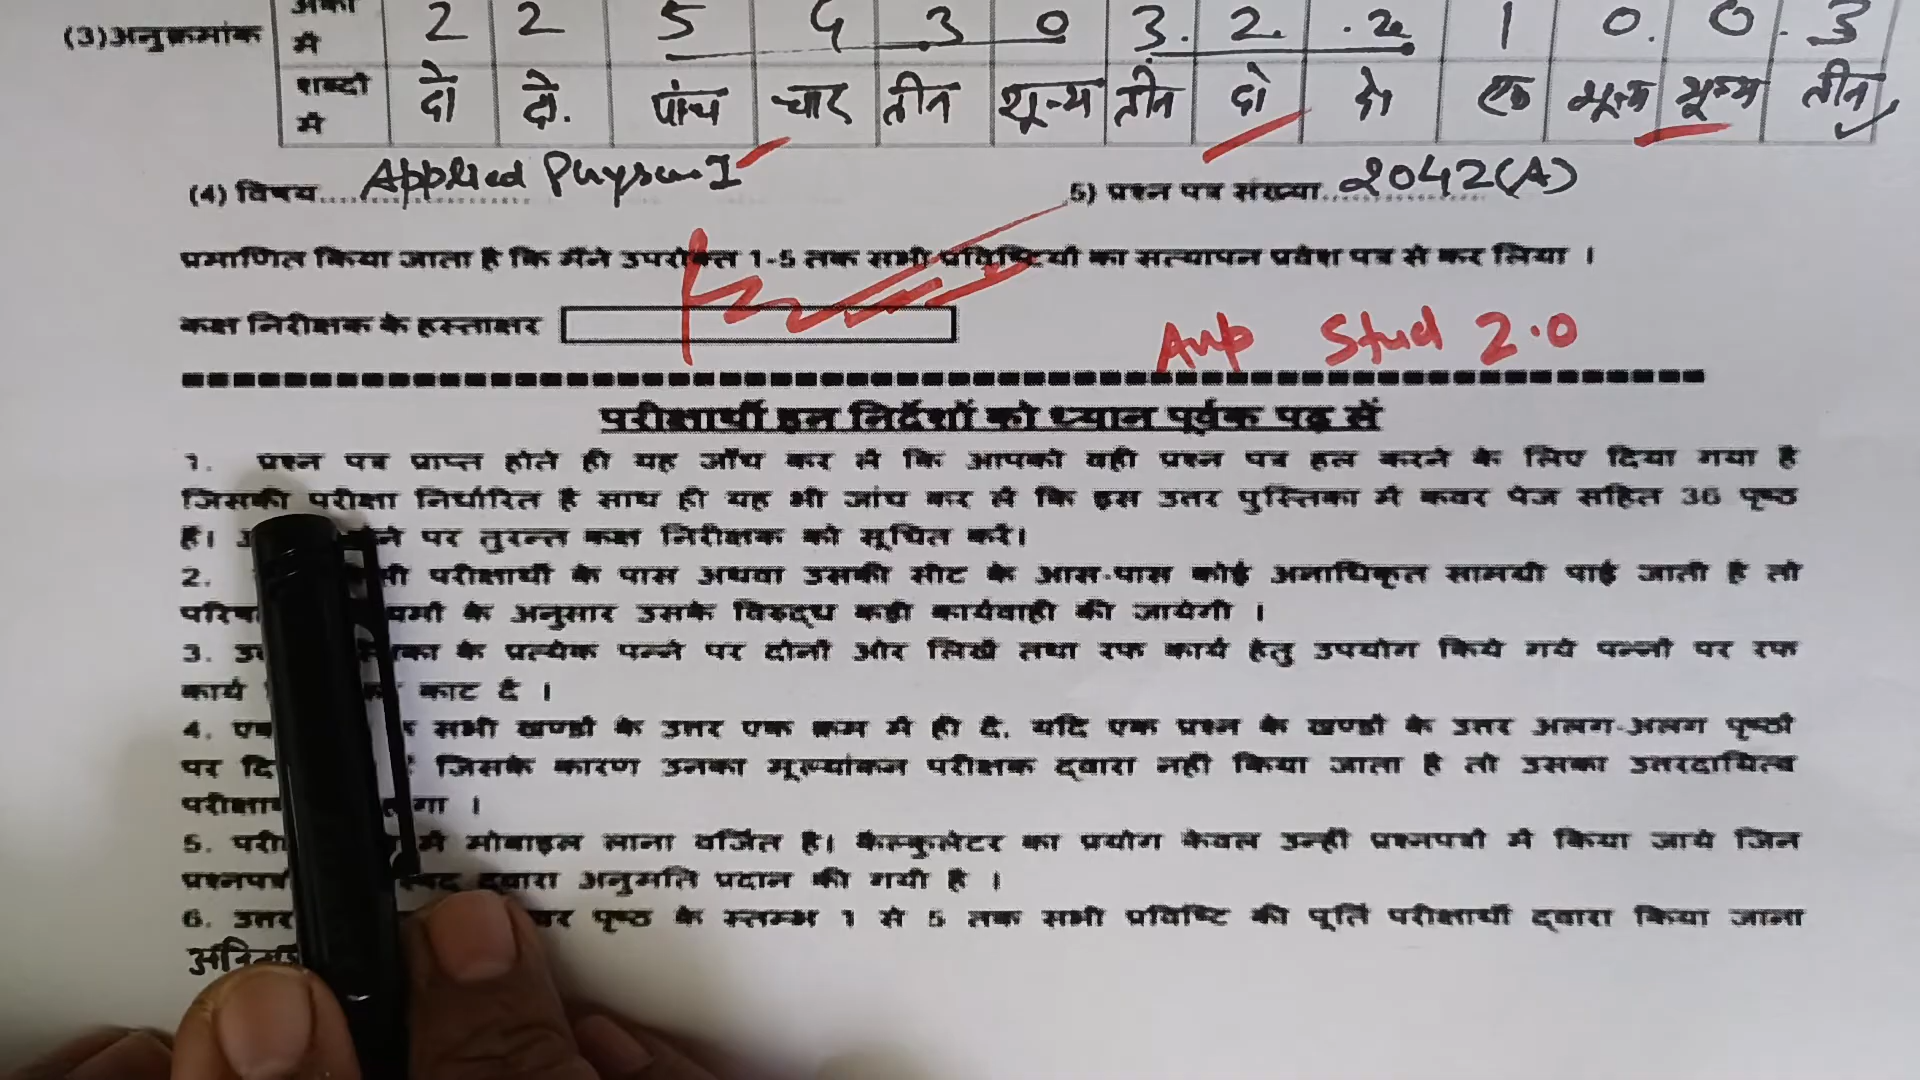 (3)अनुक्रमांक
अंकों में 2 2 5 4 3 0 3. 2. .2 1 0. 0. 3
शब्दों में दो दो. पांच चार तीन शून्य तीन दो दो एक शून्य शून्य तीन
(4) विषय.... Applied Physics I 5) प्रश्न पत्र संख्या.. 2042(A)
प्रमाणित किया जाता है कि मैंने उपरोक्त 1-5 तक सभी प्रविष्टियों का सत्यापन प्रवेश पत्र से कर लिया ।
कक्ष निरीक्षक के हस्ताक्षर
Anp Stud 2.0
परीक्षार्थी इन निर्देशों को ध्यान पूर्वक पढ़ लें
1. प्रश्न पत्र प्राप्त होते ही यह जाँच कर लें कि आपको वही प्रश्न पत्र हल करने के लिए दिया गया है
जिसकी परीक्षा निर्धारित है साथ ही यह भी जांच कर लें कि इस उत्तर पुस्तिका में कवर पेज सहित 36 पृष्ठ
हैं। पर तुरन्त कक्ष निरीक्षक को सूचित करें।
2. परीक्षार्थी के पास अथवा उसकी सीट के आस-पास कोई अनाधिकृत सामग्री पाई जाती है तो
के अनुसार उसके विरुद्ध कड़ी कार्यवाही की जायेगी ।
3. के प्रत्येक पन्ने पर दोनों ओर लिखें तथा रफ कार्य हेतु उपयोग किये गये पन्नों पर रफ
कार्य काट दें ।
4. सभी खण्डों के उत्तर एक क्रम में ही दें, यदि एक प्रश्न के खण्डों के उत्तर अलग-अलग पृष्ठों
पर जिसके कारण उनका मूल्यांकन परीक्षक द्वारा नहीं किया जाता है तो उसका उत्तरदायित्व
।
5. में मोबाइल लाना वर्जित है। कैल्कुलेटर का प्रयोग केवल उन्हीं प्रश्नपत्रों में किया जाये जिन
द्वारा अनुमति प्रदान की गयी है ।
6. उत्तर पृष्ठ के स्तम्भ 1 से 5 तक सभी प्रविष्टि की पूर्ति परीक्षार्थी द्वारा किया जाना